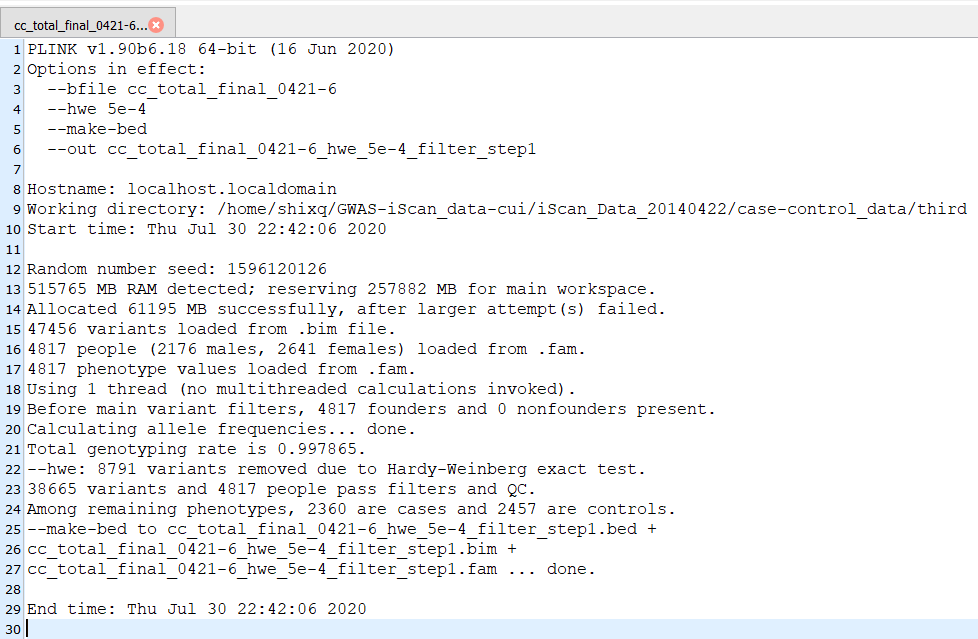 cc_total_final_0421-6...
1 PLINK v1.90b6.18 64-bit (16 Jun 2020)
2 Options in effect:
3   --bfile cc_total_final_0421-6
4   --hwe 5e-4
5   --make-bed
6   --out cc_total_final_0421-6_hwe_5e-4_filter_step1
7
8 Hostname: localhost.localdomain
9 Working directory: /home/shixq/GWAS-iScan_data-cui/iScan_Data_20140422/case-control_data/third
10 Start time: Thu Jul 30 22:42:06 2020
11
12 Random number seed: 1596120126
13 515765 MB RAM detected; reserving 257882 MB for main workspace.
14 Allocated 61195 MB successfully, after larger attempt(s) failed.
15 47456 variants loaded from .bim file.
16 4817 people (2176 males, 2641 females) loaded from .fam.
17 4817 phenotype values loaded from .fam.
18 Using 1 thread (no multithreaded calculations invoked).
19 Before main variant filters, 4817 founders and 0 nonfounders present.
20 Calculating allele frequencies... done.
21 Total genotyping rate is 0.997865.
22 --hwe: 8791 variants removed due to Hardy-Weinberg exact test.
23 38665 variants and 4817 people pass filters and QC.
24 Among remaining phenotypes, 2360 are cases and 2457 are controls.
25 --make-bed to cc_total_final_0421-6_hwe_5e-4_filter_step1.bed +
26 cc_total_final_0421-6_hwe_5e-4_filter_step1.bim +
27 cc_total_final_0421-6_hwe_5e-4_filter_step1.fam ... done.
28
29 End time: Thu Jul 30 22:42:06 2020
30